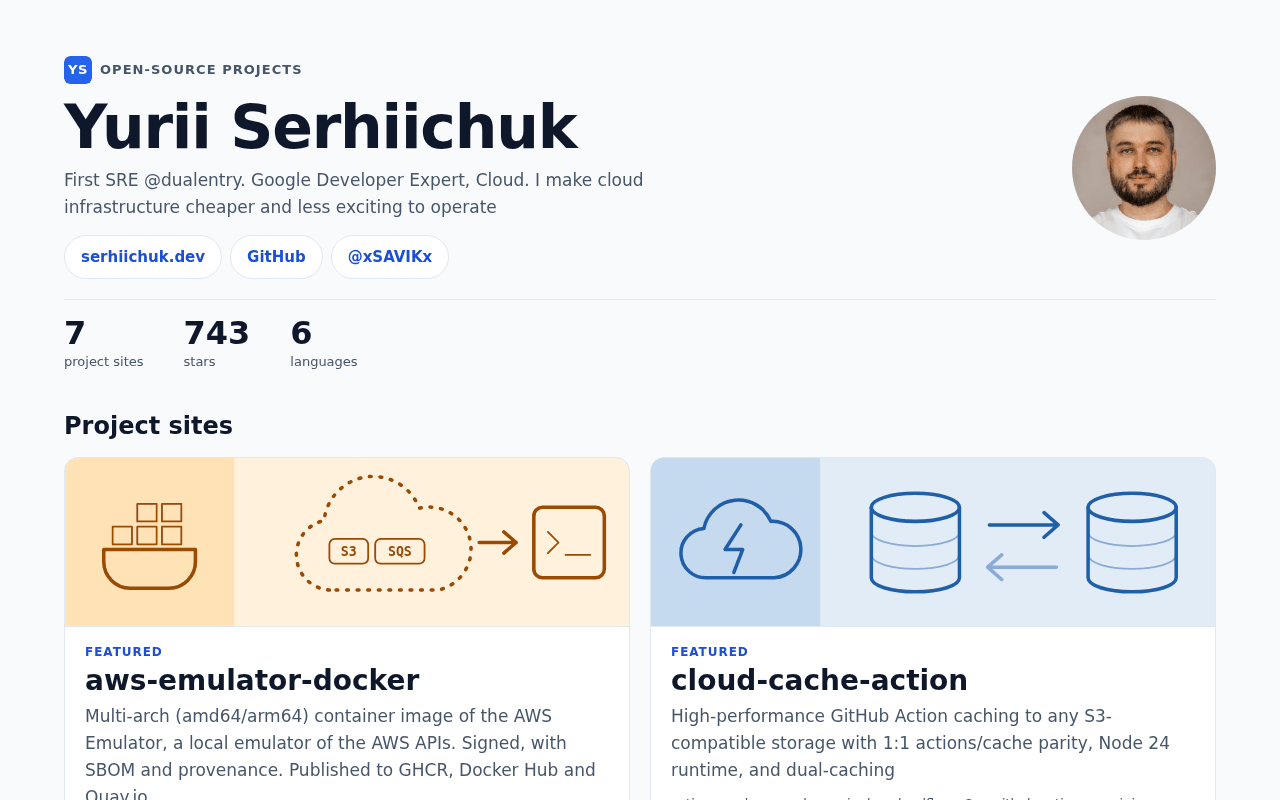 YS OPEN-SOURCE PROJECTS
Yurii Serhiichuk
First SRE @dualentry. Google Developer Expert, Cloud. I make cloud
infrastructure cheaper and less exciting to operate
serhiichuk.dev GitHub @xSAVIKx
7 743 6
project sites stars languages
Project sites
S3 SQS
FEATURED
aws-emulator-docker
Multi-arch (amd64/arm64) container image of the AWS
Emulator, a local emulator of the AWS APIs. Signed, with
SBOM and provenance. Published to GHCR, Docker Hub and
Quay.io
FEATURED
cloud-cache-action
High-performance GitHub Action caching to any S3-
compatible storage with 1:1 actions/cache parity, Node 24
runtime, and dual-caching